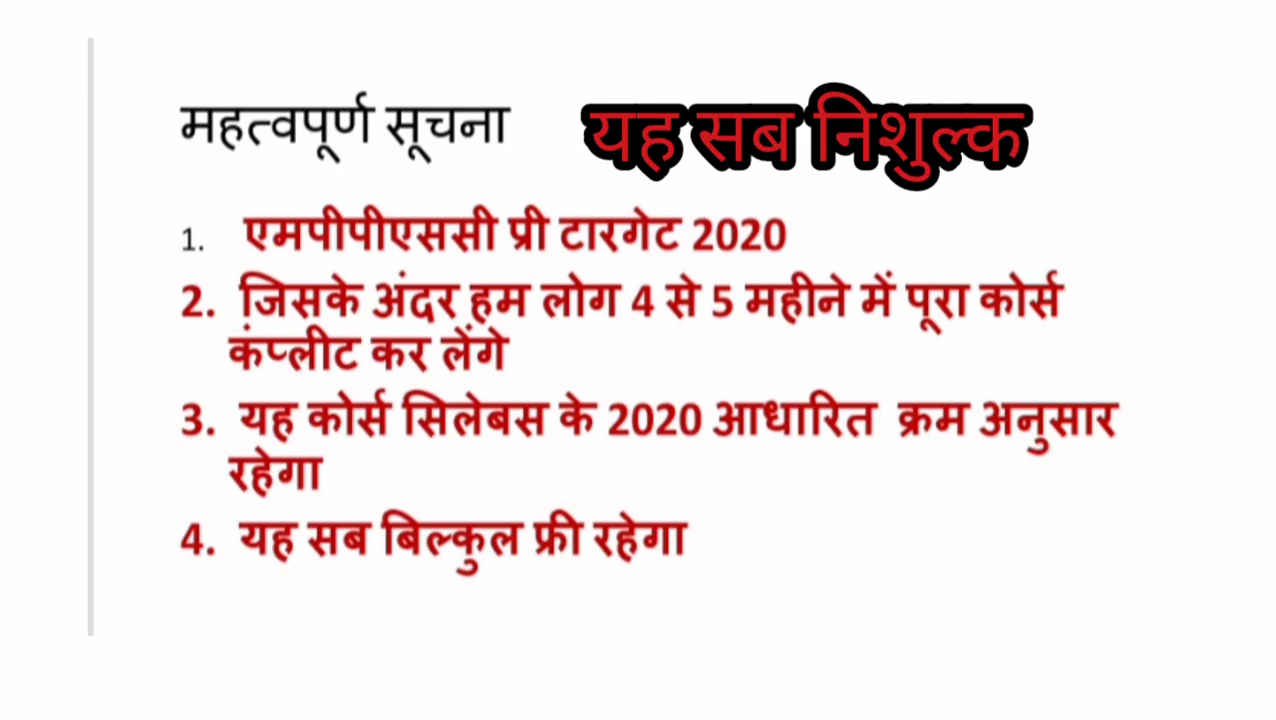 महत्वपूर्ण सूचना यह सब निशुल्क
1. एमपीपीएससी प्री टारगेट 2020
2. जिसके अंदर हम लोग 4 से 5 महीने में पूरा कोर्स
कंप्लीट कर लेंगे
3. यह कोर्स सिलेबस के 2020 आधारित क्रम अनुसार
रहेगा
4. यह सब बिल्कुल फ्री रहेगा